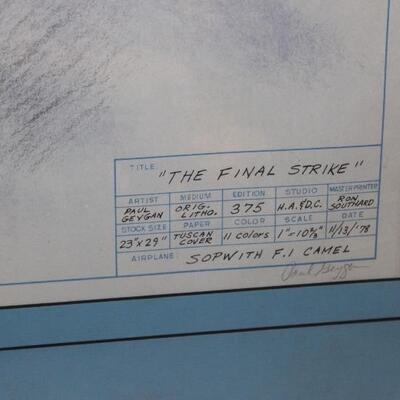 TITLE: "THE FINAL STRIKE"
ARTIST MEDIUM EDITION STUDIO MASTER PRINTER
PAUL GEYGAN ORIG. LITHO. 375 H.A.&D.C. RON SOUTHARD
STOCK SIZE PAPER COLOR SCALE DATE
23"x29" TUSCAN COVER 11 COLORS 1"=10⅝" 11/13/'78
AIRPLANE: SOPWITH F.1 CAMEL
Paul Geygan